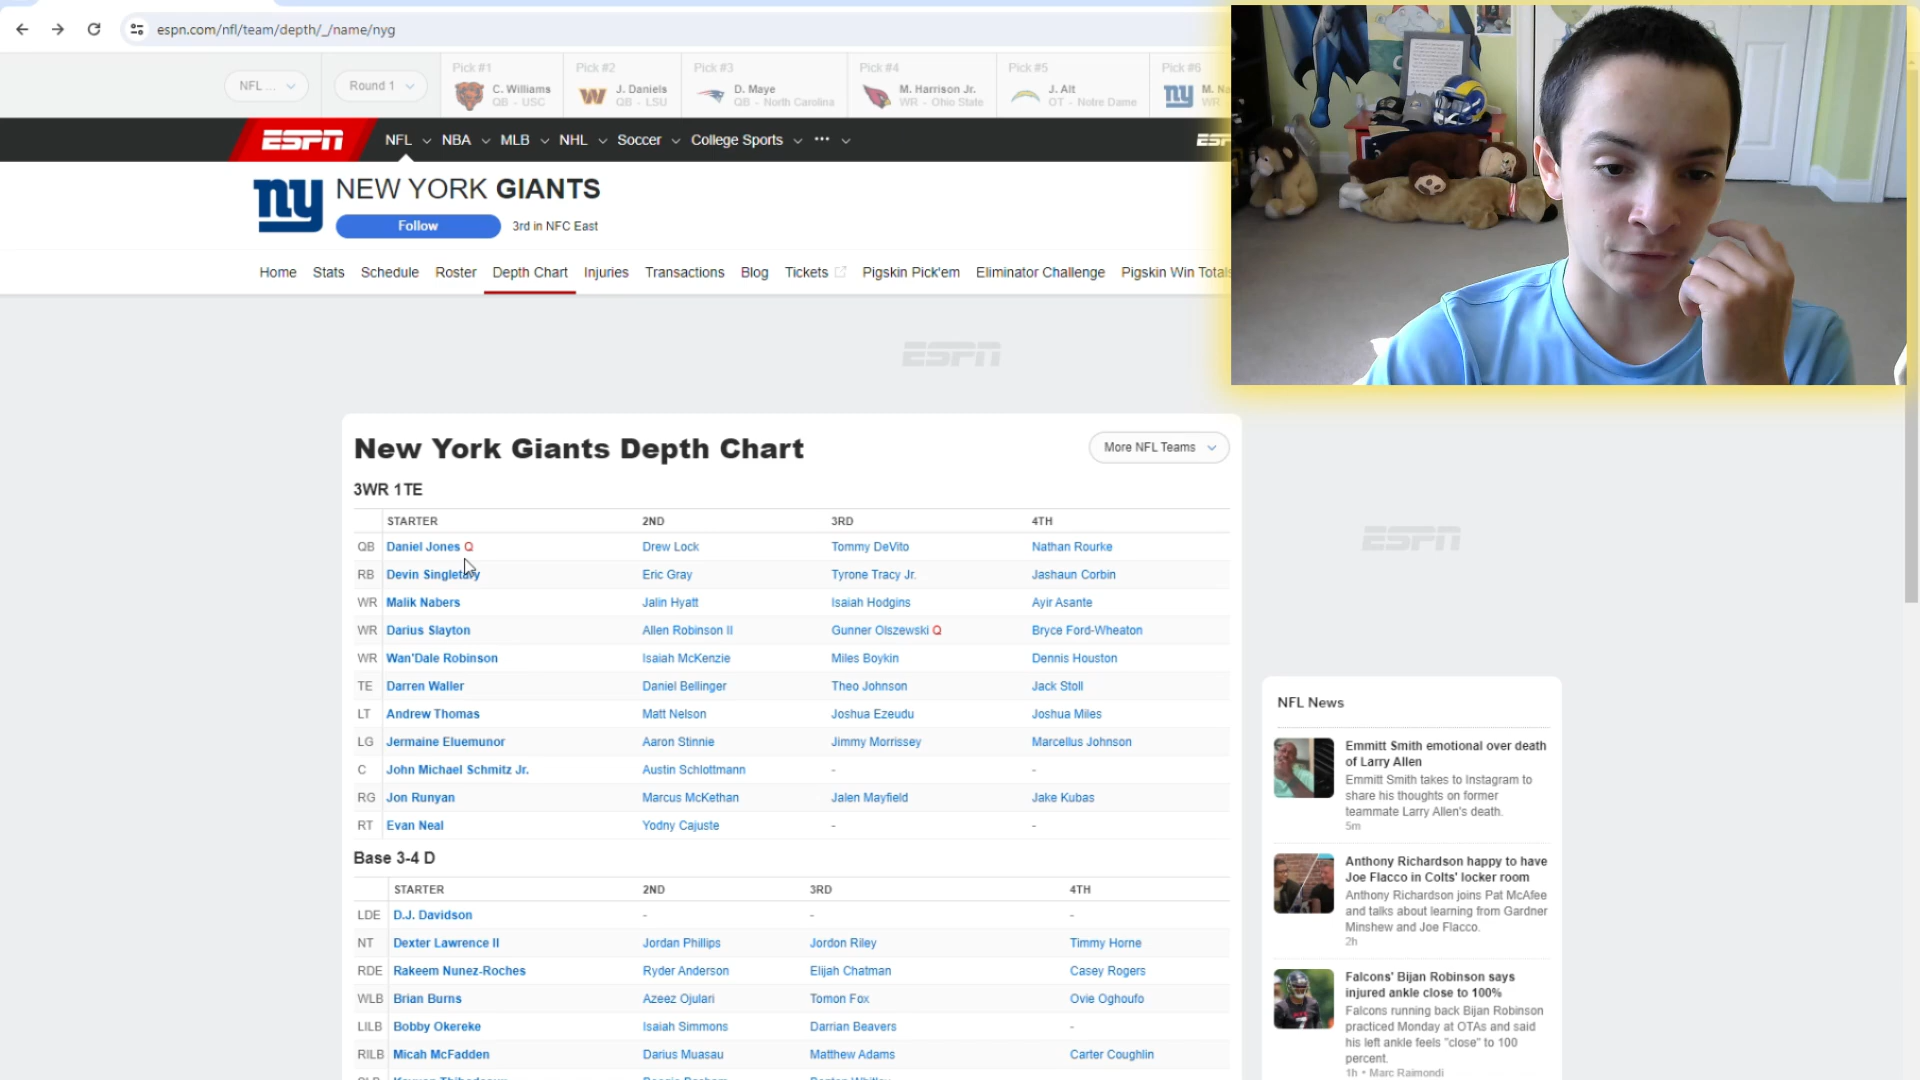 espn.com/nfl/team/depth/_/name/nyg
NFL ... Round 1
Pick #1 C. Williams QB - USC
Pick #2 J. Daniels QB - LSU
Pick #3 D. Maye QB - North Carolina
Pick #4 M. Harrison Jr. WR - Ohio State
Pick #5 J. Alt OT - Notre Dame
Pick #6 WR
ESPN NFL NBA MLB NHL Soccer College Sports ...
ny NEW YORK GIANTS
Follow 3rd in NFC East
Home Stats Schedule Roster Depth Chart Injuries Transactions Blog Tickets Pigskin Pick'em Eliminator Challenge Pigskin Win Totals
ESPN
New York Giants Depth Chart More NFL Teams
3WR 1TE
STARTER 2ND 3RD 4TH
QB Daniel Jones Q Drew Lock Tommy DeVito Nathan Rourke
RB Devin Singletary Eric Gray Tyrone Tracy Jr. Jashaun Corbin
WR Malik Nabers Jalin Hyatt Isaiah Hodgins Ayir Asante
WR Darius Slayton Allen Robinson II Gunner Olszewski Q Bryce Ford-Wheaton
WR Wan'Dale Robinson Isaiah McKenzie Miles Boykin Dennis Houston
TE Darren Waller Daniel Bellinger Theo Johnson Jack Stoll
LT Andrew Thomas Matt Nelson Joshua Ezeudu Joshua Miles
LG Jermaine Eluemunor Aaron Stinnie Jimmy Morrissey Marcellus Johnson
C John Michael Schmitz Jr. Austin Schlottmann - -
RG Jon Runyan Marcus McKethan Jalen Mayfield Jake Kubas
RT Evan Neal Yodny Cajuste - -
Base 3-4 D
STARTER 2ND 3RD 4TH
LDE D.J. Davidson - - -
NT Dexter Lawrence II Jordan Phillips Jordon Riley Timmy Horne
RDE Rakeem Nunez-Roches Ryder Anderson Elijah Chatman Casey Rogers
WLB Brian Burns Azeez Ojulari Tomon Fox Ovie Oghoufo
LILB Bobby Okereke Isaiah Simmons Darrian Beavers -
RILB Micah McFadden Darius Muasau Matthew Adams Carter Coughlin
ESPN
NFL News
Emmitt Smith emotional over death
of Larry Allen
Emmitt Smith takes to Instagram to
share his thoughts on former
teammate Larry Allen's death.
5m
Anthony Richardson happy to have
Joe Flacco in Colts' locker room
Anthony Richardson joins Pat McAfee
and talks about learning from Gardner
Minshew and Joe Flacco.
2h
Falcons' Bijan Robinson says
injured ankle close to 100%
Falcons running back Bijan Robinson
practiced Monday at OTAs and said
his left ankle feels "close" to 100
percent.
1h • Marc Raimondi